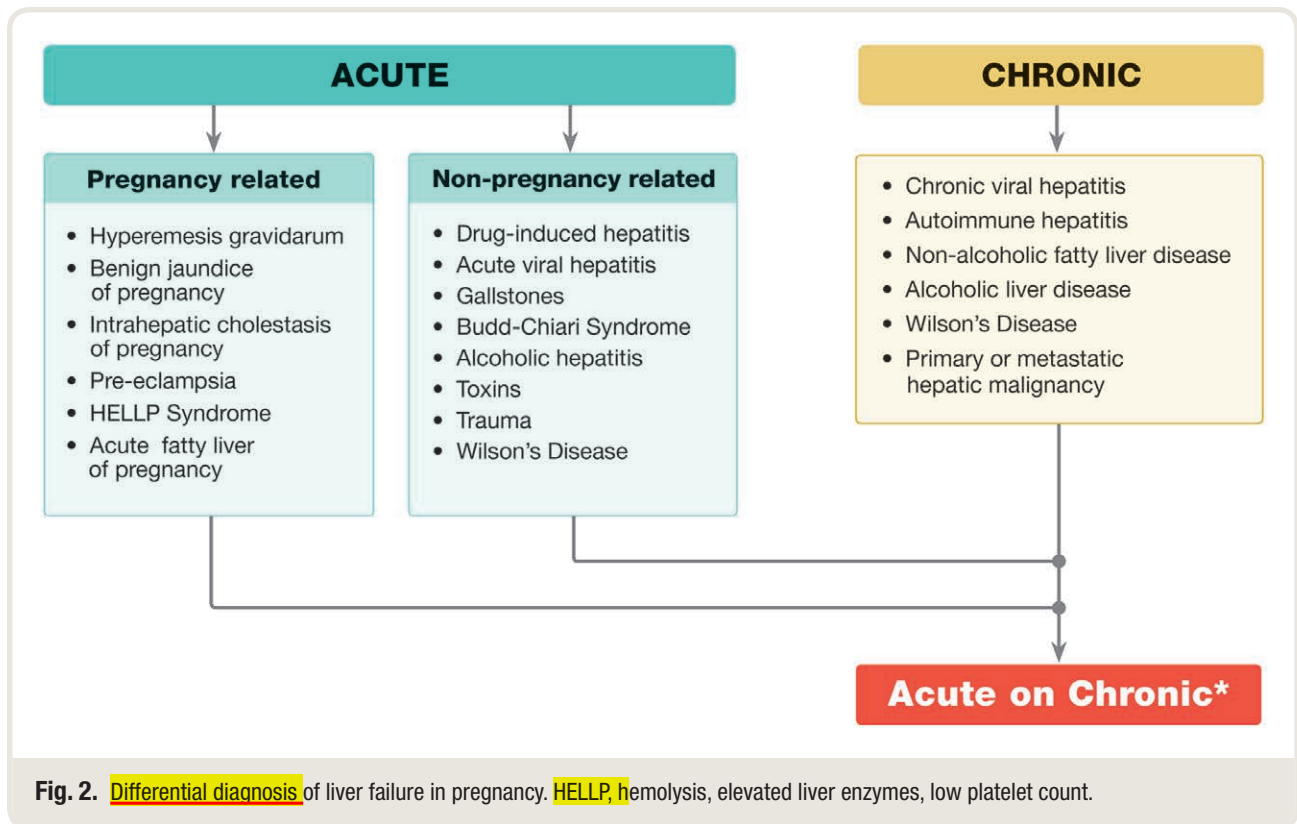 ACUTE
CHRONIC
Pregnancy related
• Hyperemesis gravidarum
• Benign jaundice
of pregnancy
• Intrahepatic cholestasis
of pregnancy
• Pre-eclampsia
• HELLP Syndrome
• Acute fatty liver
of pregnancy
Non-pregnancy related
• Drug-induced hepatitis
• Acute viral hepatitis
• Gallstones
• Budd-Chiari Syndrome
• Alcoholic hepatitis
• Toxins
• Trauma
• Wilson's Disease
• Chronic viral hepatitis
• Autoimmune hepatitis
• Non-alcoholic fatty liver disease
• Alcoholic liver disease
• Wilson's Disease
• Primary or metastatic
hepatic malignancy
Acute on Chronic*
Fig. 2. Differential diagnosis of liver failure in pregnancy. HELLP, hemolysis, elevated liver enzymes, low platelet count.